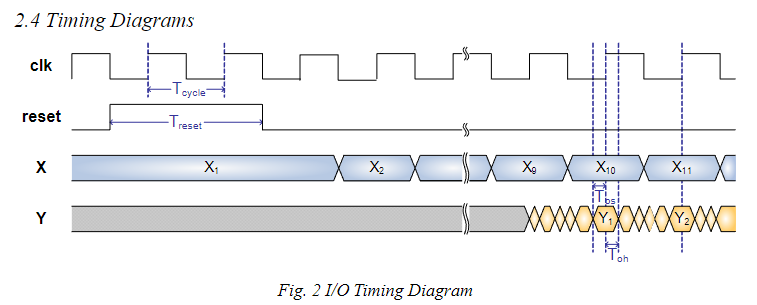 2.4 Timing Diagrams
clk
Tcycle
reset
Treset
X
X1
X2
X9
X10
X11
Tos
Y
Y1
Y2
Toh
Fig. 2 I/O Timing Diagram